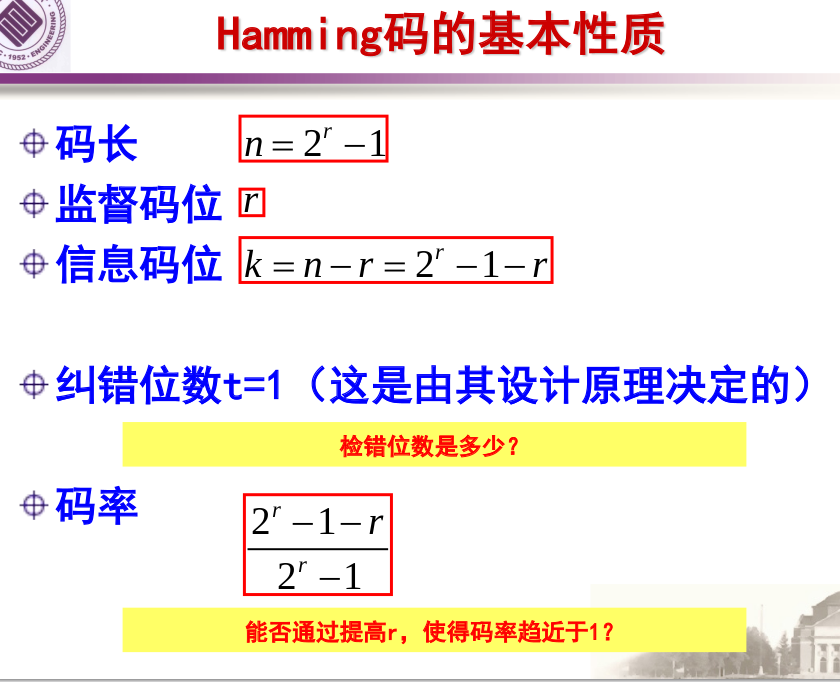 ·1952·ENGINEERING
Hamming码的基本性质
码长 n=2^r−1
监督码位 r
信息码位 k=n−r=2^r−1−r
纠错位数t=1（这是由其设计原理决定的）
检错位数是多少?
码率 (2^r−1−r)/(2^r−1)
能否通过提高r，使得码率趋近于1?